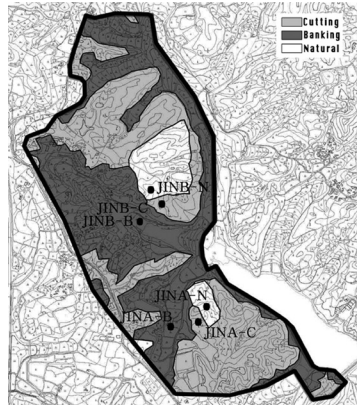 Cutting
Banking
Natural
JINB-N
JINB-C
JINB-B
JINA-N
JINA-B
JINA-C